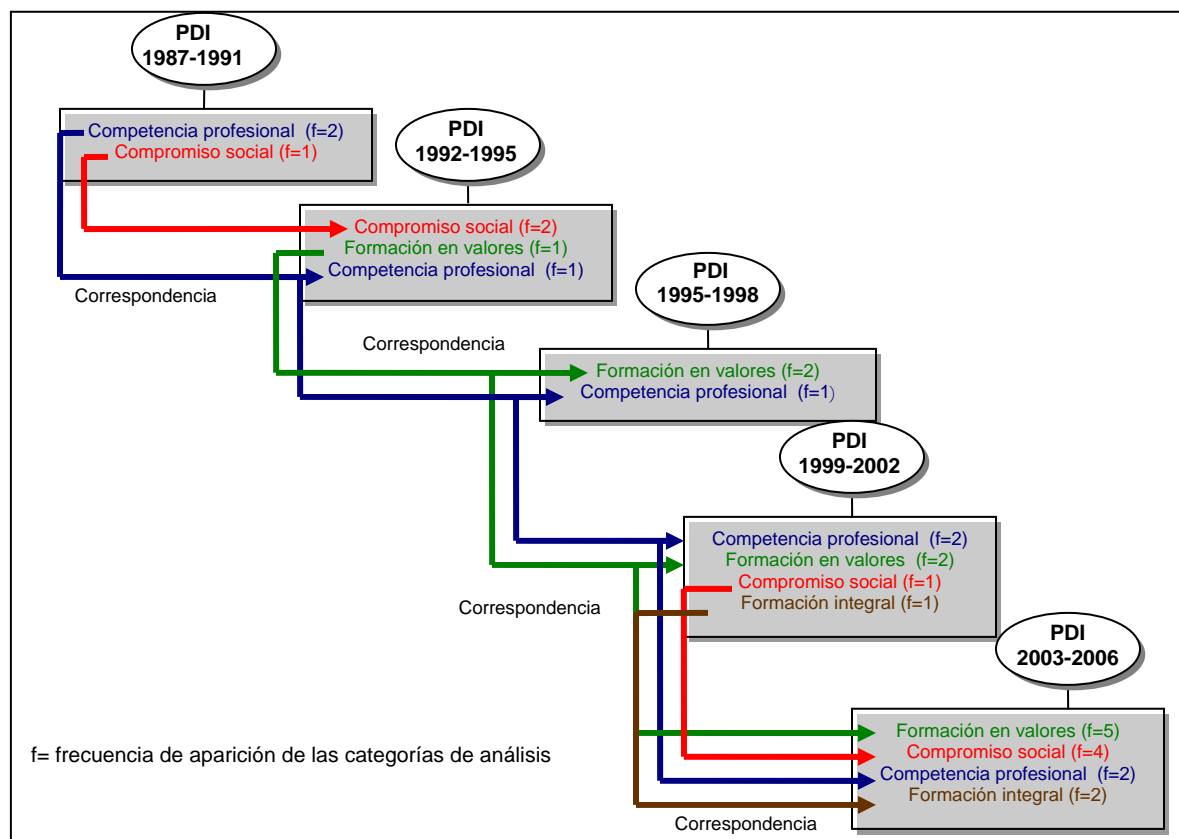 PDI
1987-1991
Competencia profesional (f=2)
Compromiso social (f=1)
PDI
1992-1995
Compromiso social (f=2)
Formación en valores (f=1)
Competencia profesional (f=1)
Correspondencia
PDI
1995-1998
Correspondencia
Formación en valores (f=2)
Competencia profesional (f=1)
PDI
1999-2002
Competencia profesional (f=2)
Formación en valores (f=2)
Compromiso social (f=1)
Formación integral (f=1)
Correspondencia
PDI
2003-2006
Formación en valores (f=5)
Compromiso social (f=4)
Competencia profesional (f=2)
Formación integral (f=2)
f= frecuencia de aparición de las categorías de análisis
Correspondencia